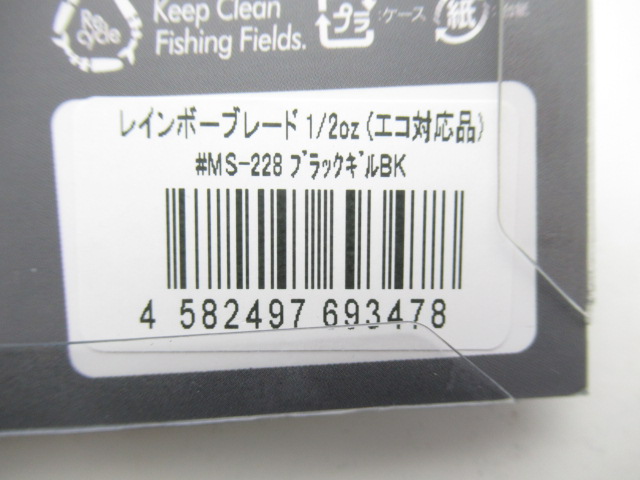 Re
cycle
Keep Clean
Fishing Fields.
プラ
:ケース
紙
レインボーブレード 1/2oz (エコ対応品)
#MS-228 ブラックギルBK
4 582497 693478